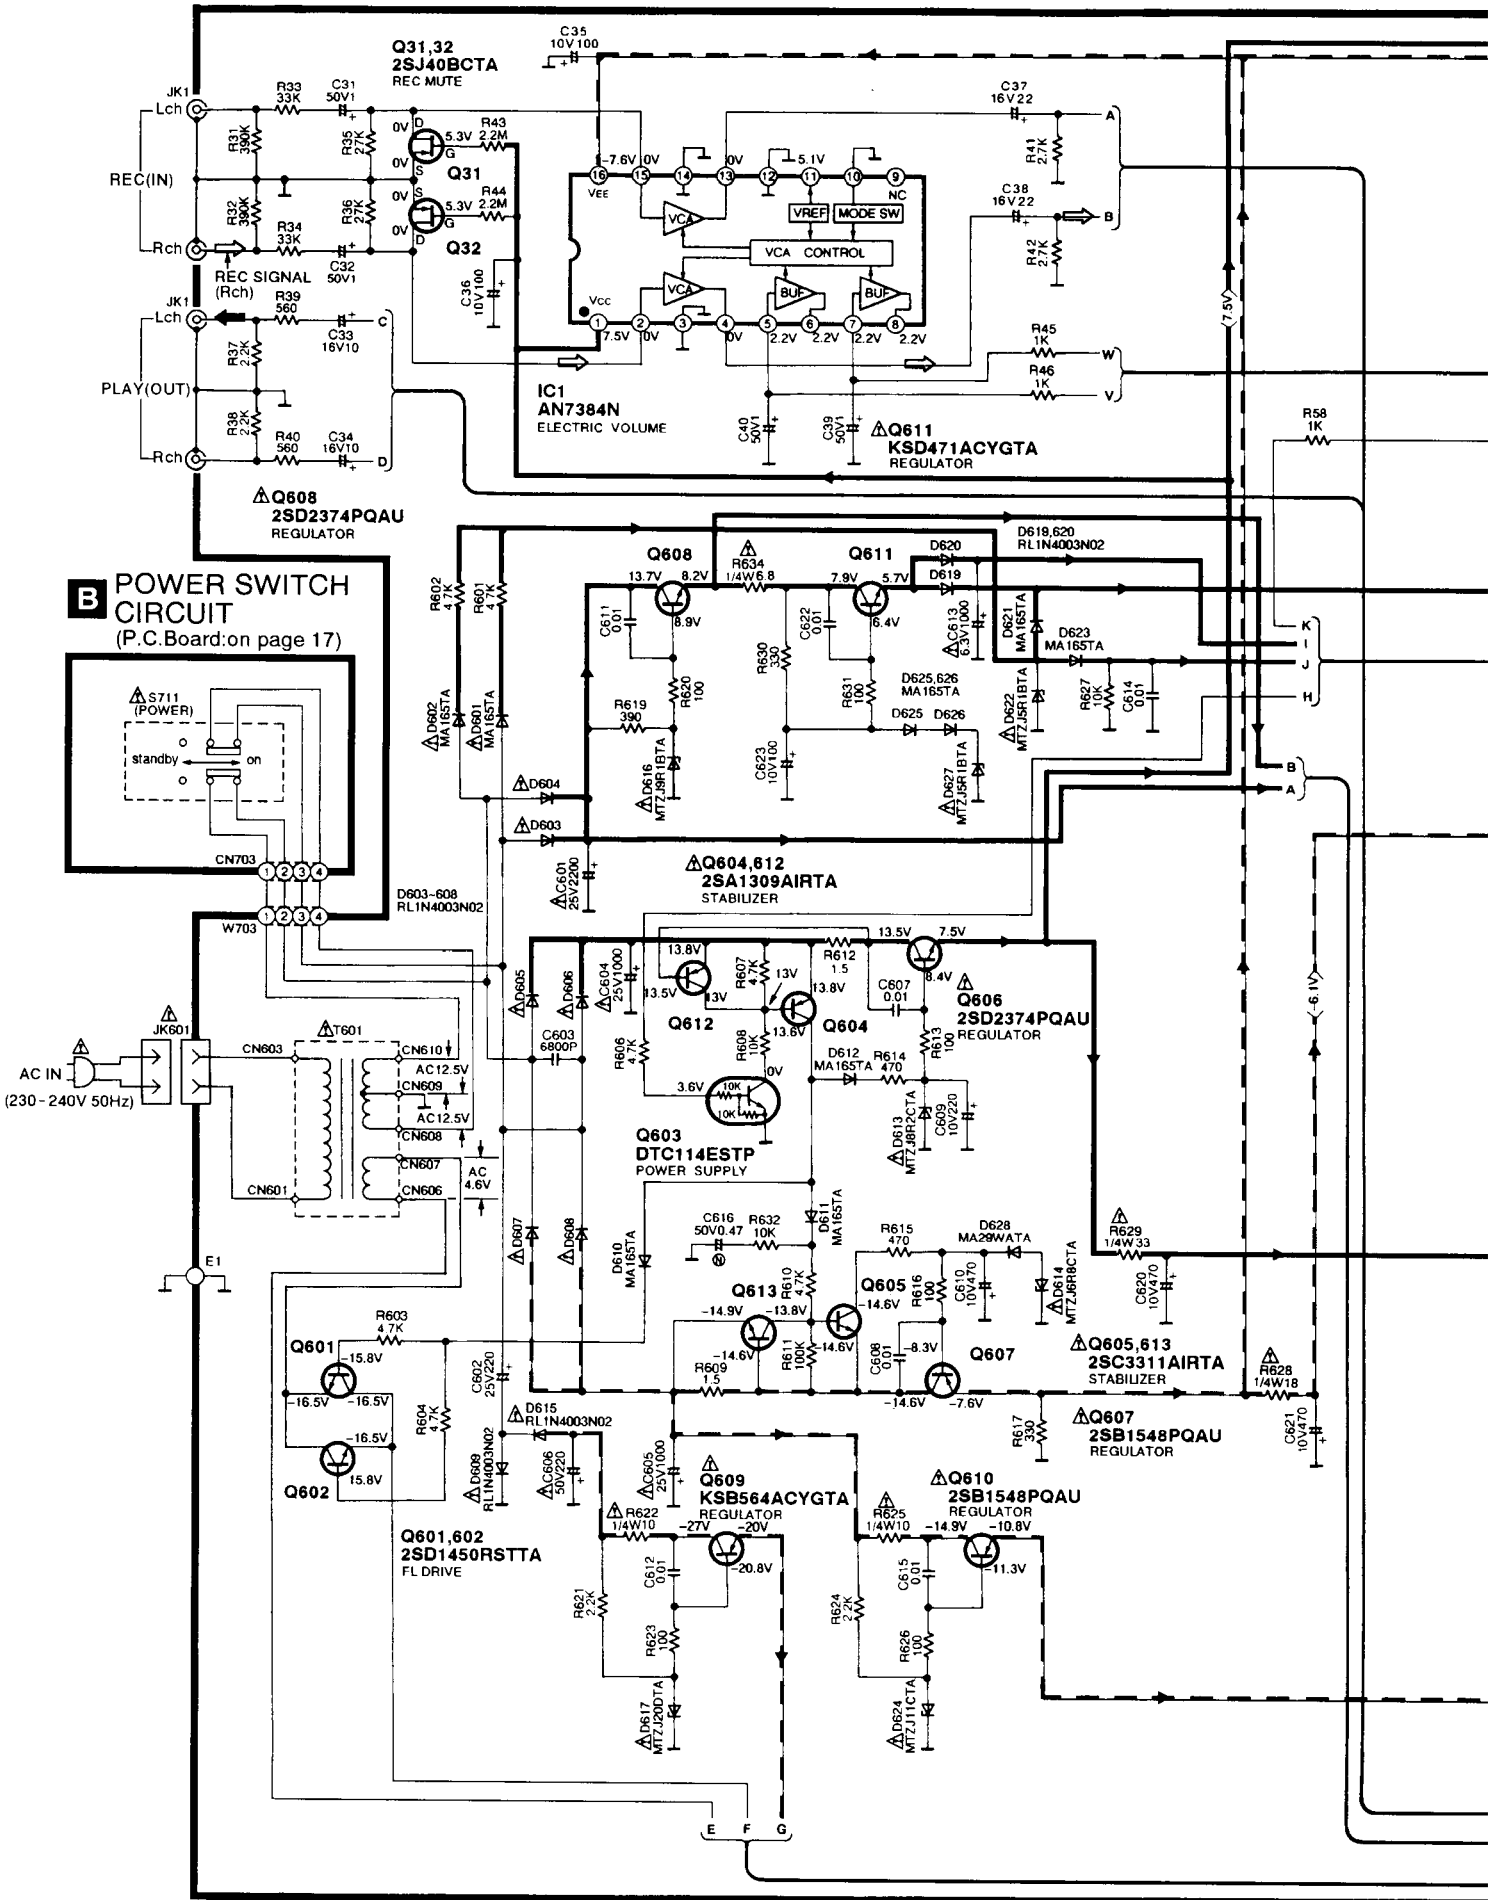 C35
10V100
Q31,32
2SJ40BCTA
REC MUTE
JK1
Lch
R33
33K
C31
50V1
R31
390K
R35
27K
0V
D
G
5.3V
R43
2.2M
0V
S
Q31
REC(IN)
R32
390K
R36
27K
S
0V
G
5.3V
R44
2.2M
0V
D
Q32
R34
33K
C32
50V1
Rch
REC SIGNAL
(Rch)
C36
10V100
-7.6V
0V
0V
5.1V
16
15
14
13
12
11
10
9
VEE
NC
VCA
VREF
MODE SW
VCA CONTROL
VCA
BUF
BUF
VCC
1
2
3
4
5
6
7
8
7.5V
0V
0V
2.2V
2.2V
2.2V
2.2V
IC1
AN7384N
ELECTRIC VOLUME
C37
16V22
A
R41
2.7K
C38
16V22
B
R42
2.7K
7.5V
R45
1K
W
R46
1K
V
C40
50V1
C39
50V1
R58
1K
JK1
Lch
R39
560
C33
16V10
C
R37
2.2K
PLAY(OUT)
R38
2.2K
R40
560
C34
16V10
D
Rch
Q611
KSD471ACYGTA
REGULATOR
Q608
2SD2374PQAU
REGULATOR
B POWER SWITCH
CIRCUIT
(P.C.Board:on page 17)
S711
(POWER)
standby
on
CN703
1 2 3 4
W703
1 2 3 4
R602
4.7K
R601
4.7K
D602
MA165TA
D601
MA165TA
D604
D603
D603~608
RL1N4003N02
Q608
13.7V
8.2V
8.9V
C611
0.01
R620
100
R619
390
D616
MTZJ9R1BTA
C601
25V2200
R634
1/4W6.8
Q611
7.9V
5.7V
6.4V
R630
330
C622
0.01
R631
100
C623
10V100
D625,626
MA165TA
D625
D626
D627
MTZJ5R1BTA
D620
D619
D619,620
RL1N4003N02
C613
6.3V1000
D621
MA165TA
D623
MA165TA
D622
MTZJ5R1BTA
R627
10K
C614
0.01
K
I
J
H
B
A
Q604,612
2SA1309AIRTA
STABILIZER
D605
D606
C604
25V1000
C603
6800P
13.8V
13.5V
13V
Q612
R606
4.7K
R607
4.7K
13V
R608
10K
0V
13.8V
13.6V
Q604
R612
1.5
13.5V
7.5V
8.4V
C607
0.01
Q606
2SD2374PQAU
REGULATOR
R613
100
D612
MA165TA
R614
470
D613
MTZJ8R2CTA
C609
10V220
3.6V
10K
10K
Q603
DTC114ESTP
POWER SUPPLY
-6.1V
AC IN
(230-240V 50Hz)
JK601
T601
CN603
CN601
CN610
AC12.5V
CN609
AC12.5V
CN608
CN607
AC
4.6V
CN606
E1
D607
D608
D610
MA165TA
C616
50V0.47
N
R632
10K
D611
MA165TA
R610
4.7K
Q613
-14.9V
-13.8V
-14.6V
R611
100K
R609
1.5
Q605
-14.6V
-14.6V
R615
470
R616
100
C610
10V470
D628
MA29WATA
D614
MTZJ6R8CTA
C608
0.01
-8.3V
Q607
-14.6V
-7.6V
R629
1/4W33
C620
10V470
Q605,613
2SC3311AIRTA
STABILIZER
Q607
2SB1548PQAU
REGULATOR
R617
330
R628
1/4W18
C621
10V470
R603
4.7K
Q601
-15.8V
-16.5V
-16.5V
-16.5V
15.8V
Q602
R604
4.7K
C602
25V220
D615
RL1N4003N02
D609
RL1N4003N02
C606
50V220
C605
25V1000
Q601,602
2SD1450RSTTA
FL DRIVE
Q609
KSB564ACYGTA
REGULATOR
R622
1/4W10
-27V
-20V
-20.8V
C612
0.01
R621
2.2K
R623
100
D617
MTZJ20DTA
Q610
2SB1548PQAU
REGULATOR
R625
1/4W10
-14.9V
-10.8V
-11.3V
C615
0.01
R624
2.2K
R626
100
D624
MTZJ11CTA
E F G